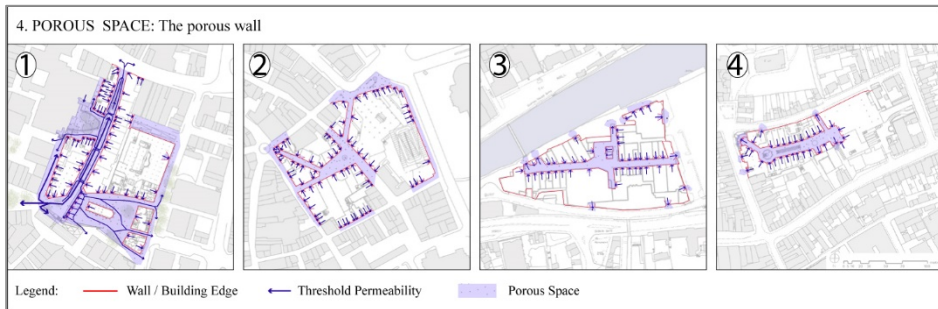 4. POROUS SPACE: The porous wall
① ② ③ ④
Legend: Wall / Building Edge Threshold Permeability Porous Space